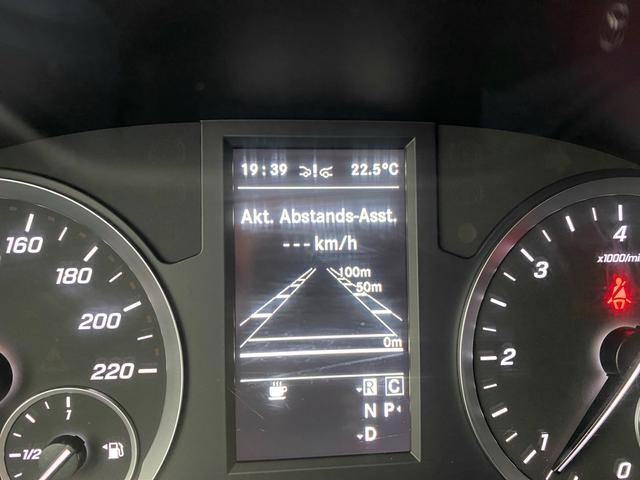 19:39 22.5°C
Akt. Abstands-Asst.
--- km/h
100m
50m
0m
R C
N P
D
160
180
200
220
1
1/2
4
x1000/mi
3
2
1
0